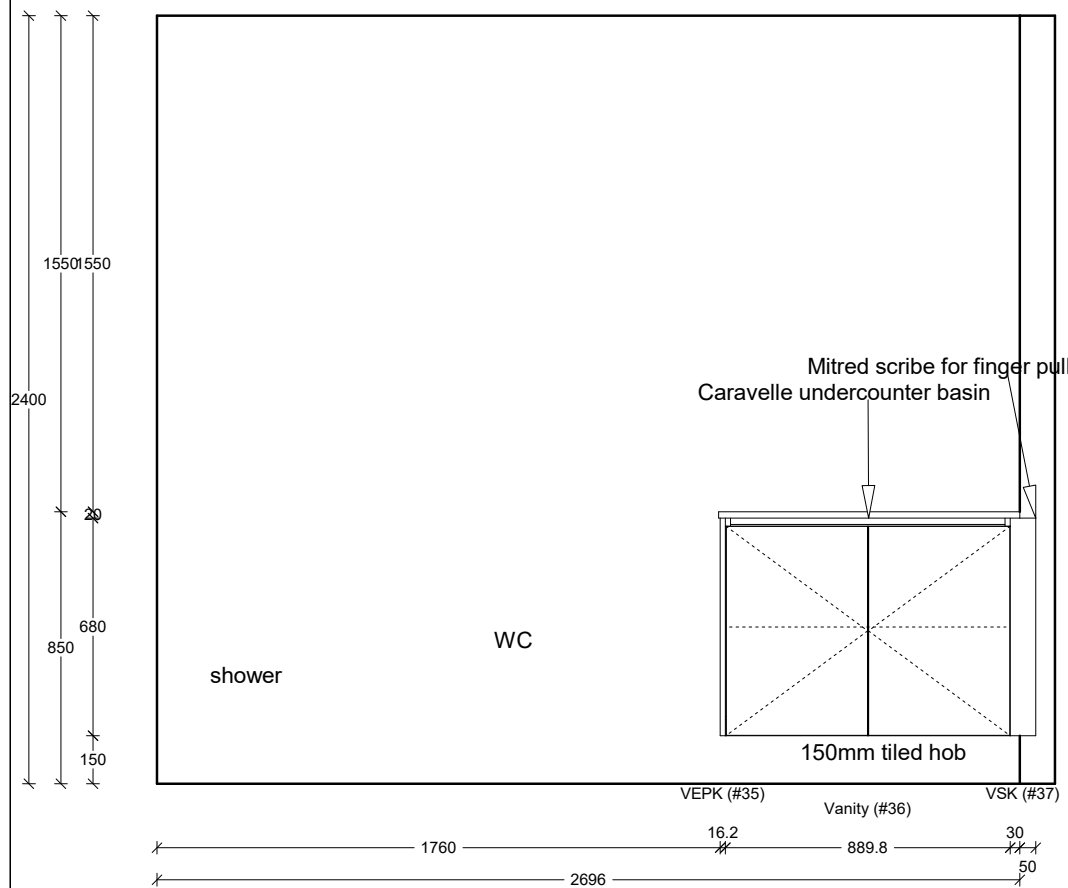 1550
1550
Mitred scribe for finger pull
Caravelle undercounter basin
2400
20
680
WC
850
shower
150mm tiled hob
150
VEPK (#35)
VSK (#37)
Vanity (#36)
16.2
30
1760
889.8
50
2696